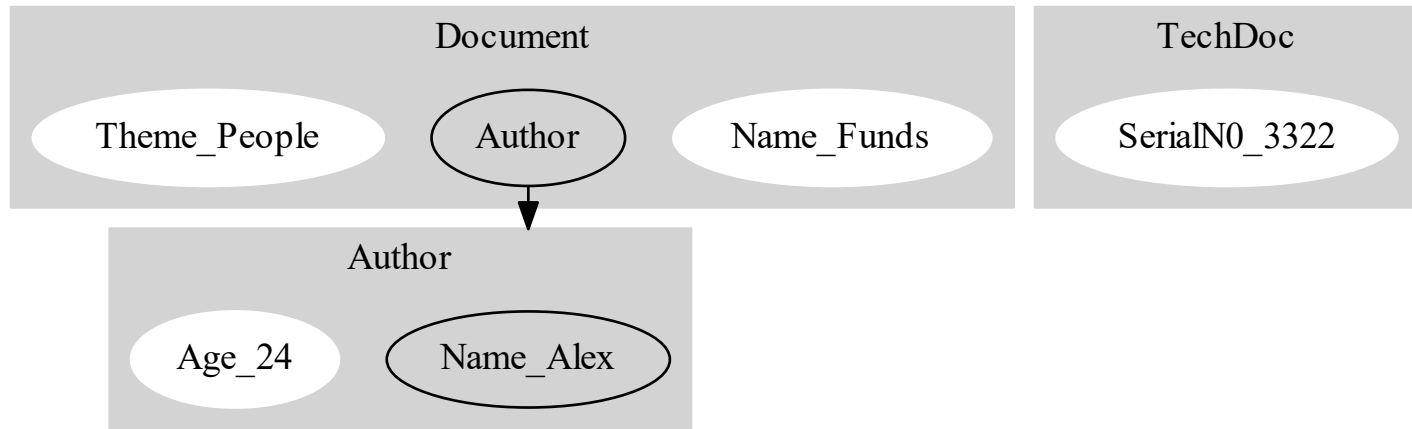 Document
TechDoc
Theme_People
Author
Name_Funds
SerialN0_3322
Author
Age_24
Name_Alex